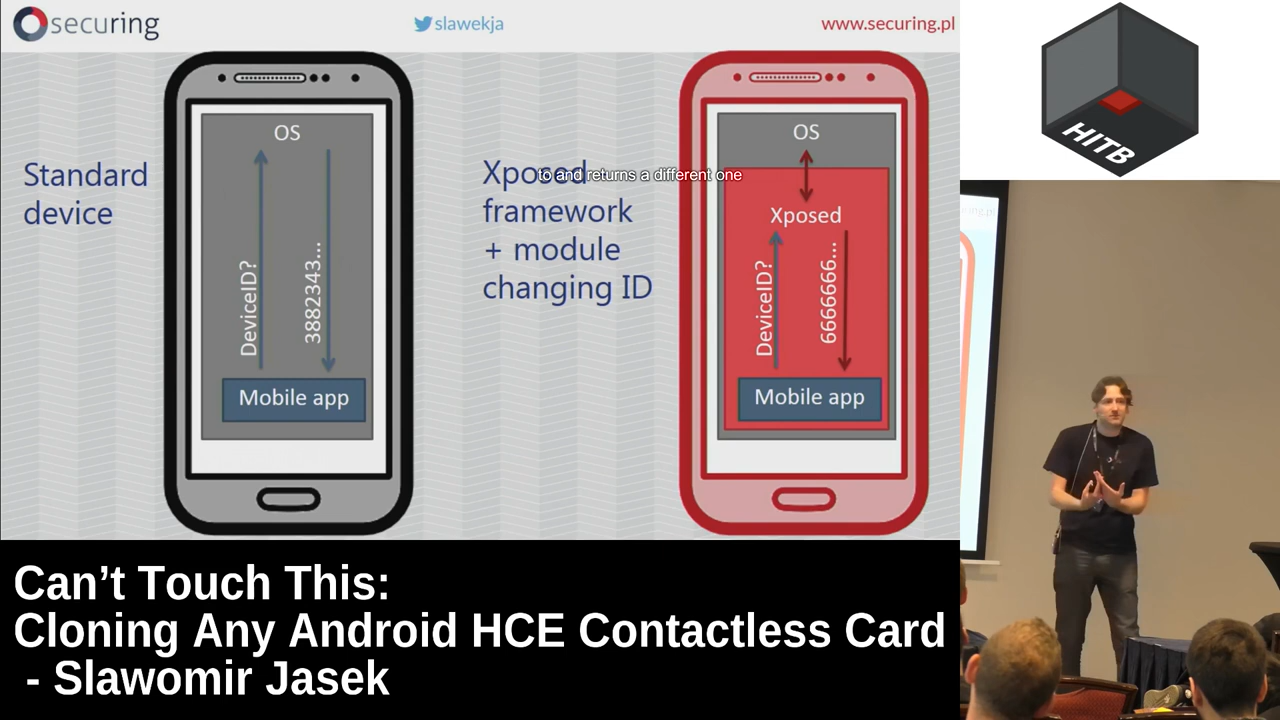 securing
slawekja
www.securing.pl
Standard
device
OS
DeviceID?
3882343...
Mobile app
Xposed
framework
+ module
changing ID
to and returns a different one
OS
Xposed
DeviceID?
6666666...
Mobile app
HITB
Can’t Touch This:
Cloning Any Android HCE Contactless Card
- Slawomir Jasek